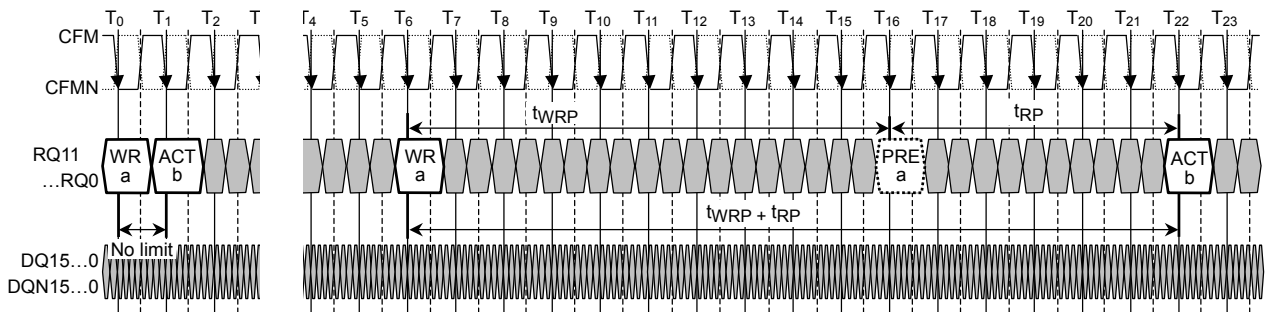 T0 T1 T2 T T4 T5 T6 T7 T8 T9 T10 T11 T12 T13 T14 T15 T16 T17 T18 T19 T20 T21 T22 T23
CFM
CFMN
tWRP tRP
RQ11
…RQ0
WR
a
ACT
b
WR
a
PRE
a
ACT
b
tWRP + tRP
No limit
DQ15…0
DQN15…0